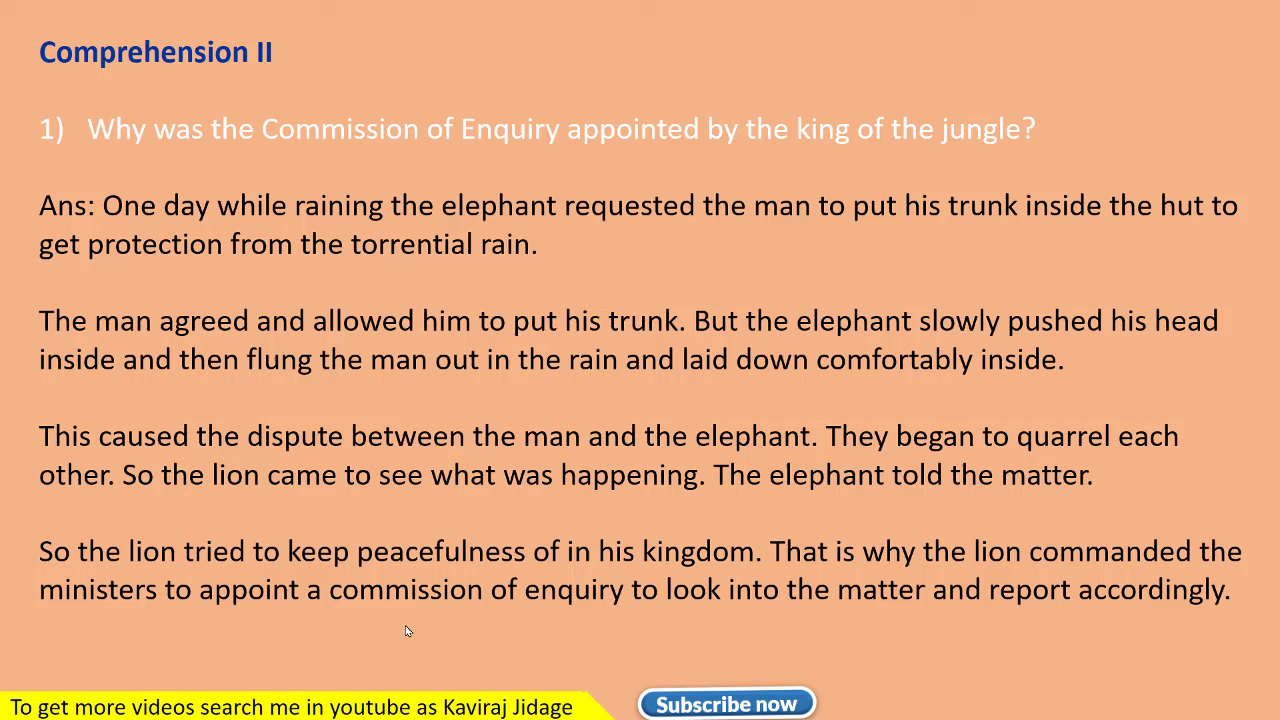 Comprehension II
1) Why was the Commission of Enquiry appointed by the king of the jungle?
Ans: One day while raining the elephant requested the man to put his trunk inside the hut to
get protection from the torrential rain.
The man agreed and allowed him to put his trunk. But the elephant slowly pushed his head
inside and then flung the man out in the rain and laid down comfortably inside.
This caused the dispute between the man and the elephant. They began to quarrel each
other. So the lion came to see what was happening. The elephant told the matter.
So the lion tried to keep peacefulness of in his kingdom. That is why the lion commanded the
ministers to appoint a commission of enquiry to look into the matter and report accordingly.
To get more videos search me in youtube as Kaviraj Jidage
Subscribe now